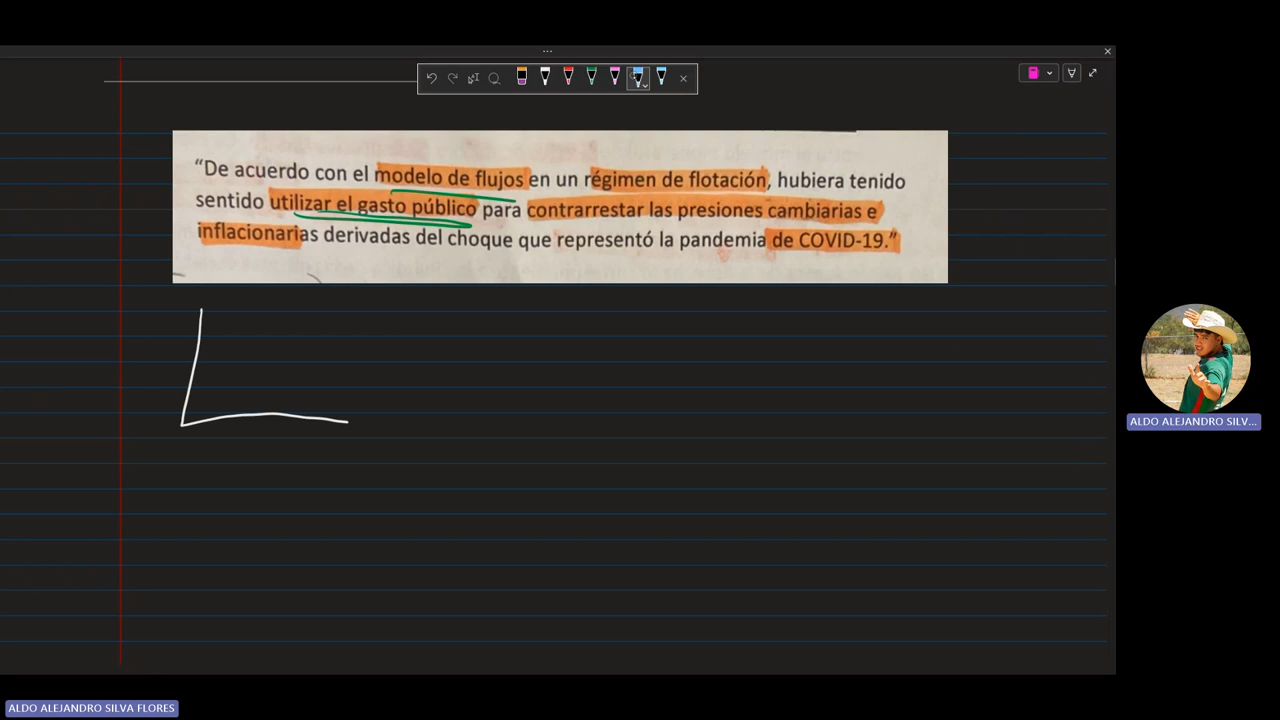 “De acuerdo con el modelo de flujos en un régimen de flotación, hubiera tenido
sentido utilizar el gasto público para contrarrestar las presiones cambiarias e
inflacionarias derivadas del choque que representó la pandemia de COVID-19.”
ALDO ALEJANDRO SILV...
ALDO ALEJANDRO SILVA FLORES